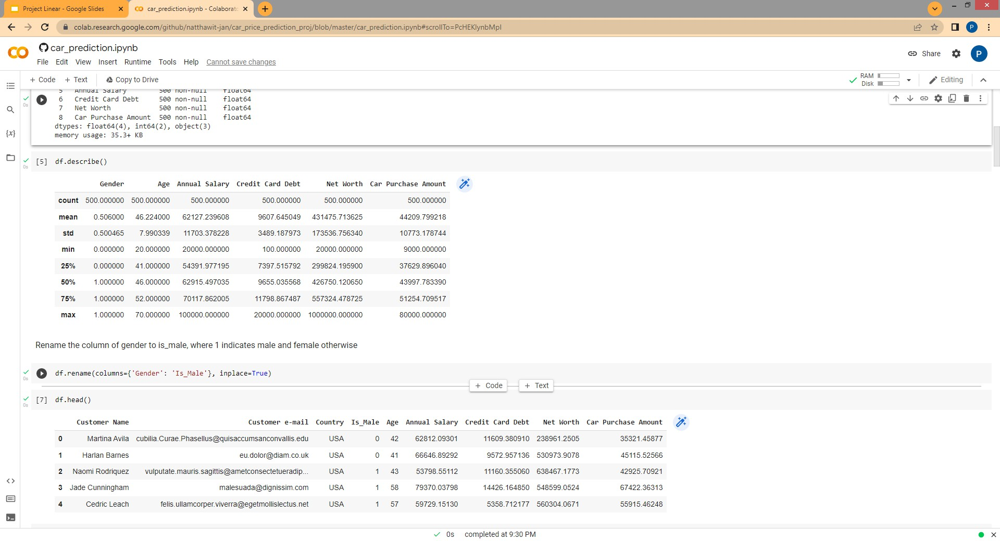 Project Linear - Google Slides
car_prediction.ipynb - Colaborato
colab.research.google.com/github/natthawit-jan/car_price_prediction_proj/blob/master/car_prediction.ipynb#scrollTo=PcHEKlynbMpl
P
car_prediction.ipynb
Share
P
File Edit View Insert Runtime Tools Help Cannot save changes
+ Code + Text Copy to Drive
RAM
Disk
Editing
5 Annual Salary 500 non-null float64
6 Credit Card Debt 500 non-null float64
7 Net Worth 500 non-null float64
8 Car Purchase Amount 500 non-null float64
dtypes: float64(4), int64(2), object(3)
memory usage: 35.3+ KB
0s
{x}
[5] df.describe()
0s
Gender Age Annual Salary Credit Card Debt Net Worth Car Purchase Amount
count 500.000000 500.000000 500.000000 500.000000 500.000000 500.000000
mean 0.506000 46.224000 62127.239608 9607.645049 431475.713625 44209.799218
std 0.500465 7.990339 11703.378228 3489.187973 173536.756340 10773.178744
min 0.000000 20.000000 20000.000000 100.000000 20000.000000 9000.000000
25% 0.000000 41.000000 54391.977195 7397.515792 299824.195900 37629.896040
50% 1.000000 46.000000 62915.497035 9655.035568 426750.120650 43997.783390
75% 1.000000 52.000000 70117.862005 11798.867487 557324.478725 51254.709517
max 1.000000 70.000000 100000.000000 20000.000000 1000000.000000 80000.000000
Rename the column of gender to is_male, where 1 indicates male and female otherwise
df.rename(columns={'Gender': 'Is_Male'}, inplace=True)
0s
+ Code + Text
[7] df.head()
0s
Customer Name Customer e-mail Country Is_Male Age Annual Salary Credit Card Debt Net Worth Car Purchase Amount
0 Martina Avila cubilia.Curae.Phasellus@quisaccumsanconvallis.edu USA 0 42 62812.09301 11609.380910 238961.2505 35321.45877
1 Harlan Barnes eu.dolor@diam.co.uk USA 0 41 66646.89292 9572.957136 530973.9078 45115.52566
2 Naomi Rodriquez vulputate.mauris.sagittis@ametconsectetueradip... USA 1 43 53798.55112 11160.355060 638467.1773 42925.70921
3 Jade Cunningham malesuada@dignissim.com USA 1 58 79370.03798 14426.164850 548599.0524 67422.36313
4 Cedric Leach felis.ullamcorper.viverra@egetmollislectus.net USA 1 57 59729.15130 5358.712177 560304.0671 55915.46248
0s completed at 9:30 PM